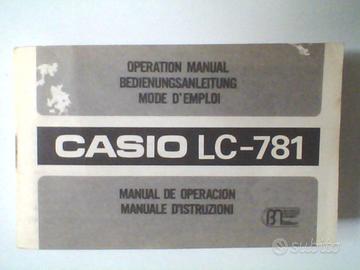 OPERATION MANUAL
BEDIENUNGSANLEITUNG
MODE D'EMPLOI
CASIO LC-781
MANUAL DE OPERACION
MANUALE D'ISTRUZIONI
subito